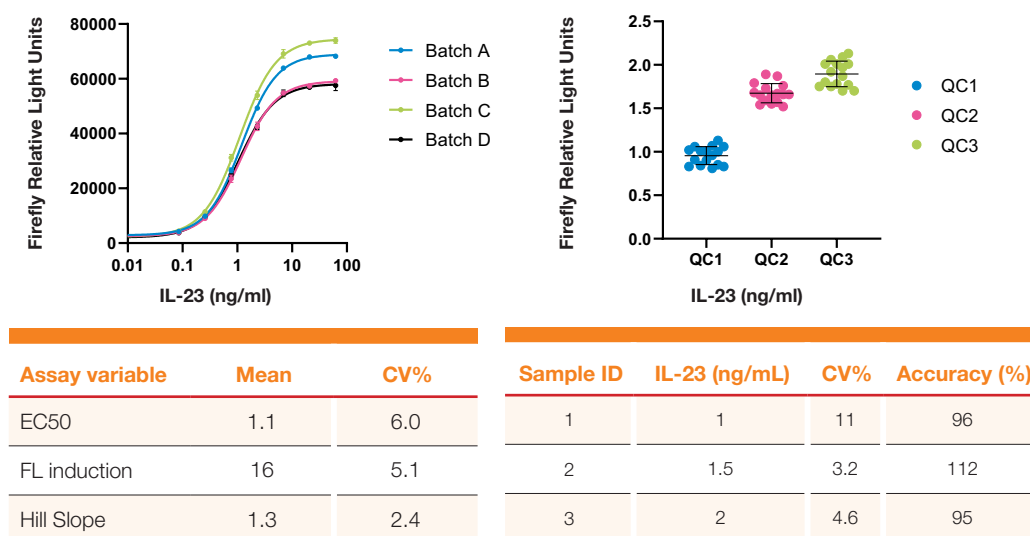 Firefly Relative Light Units
80000
60000
40000
20000
0
0.01 0.1 1 10 100
IL-23 (ng/ml)
Batch A
Batch B
Batch C
Batch D
Firefly Relative Light Units
2.5
2.0
1.5
1.0
0.5
0.0
QC1 QC2 QC3
IL-23 (ng/ml)
QC1
QC2
QC3
Assay variable Mean CV%
EC50 1.1 6.0
FL induction 16 5.1
Hill Slope 1.3 2.4
Sample ID IL-23 (ng/mL) CV% Accuracy (%)
1 1 11 96
2 1.5 3.2 112
3 2 4.6 95